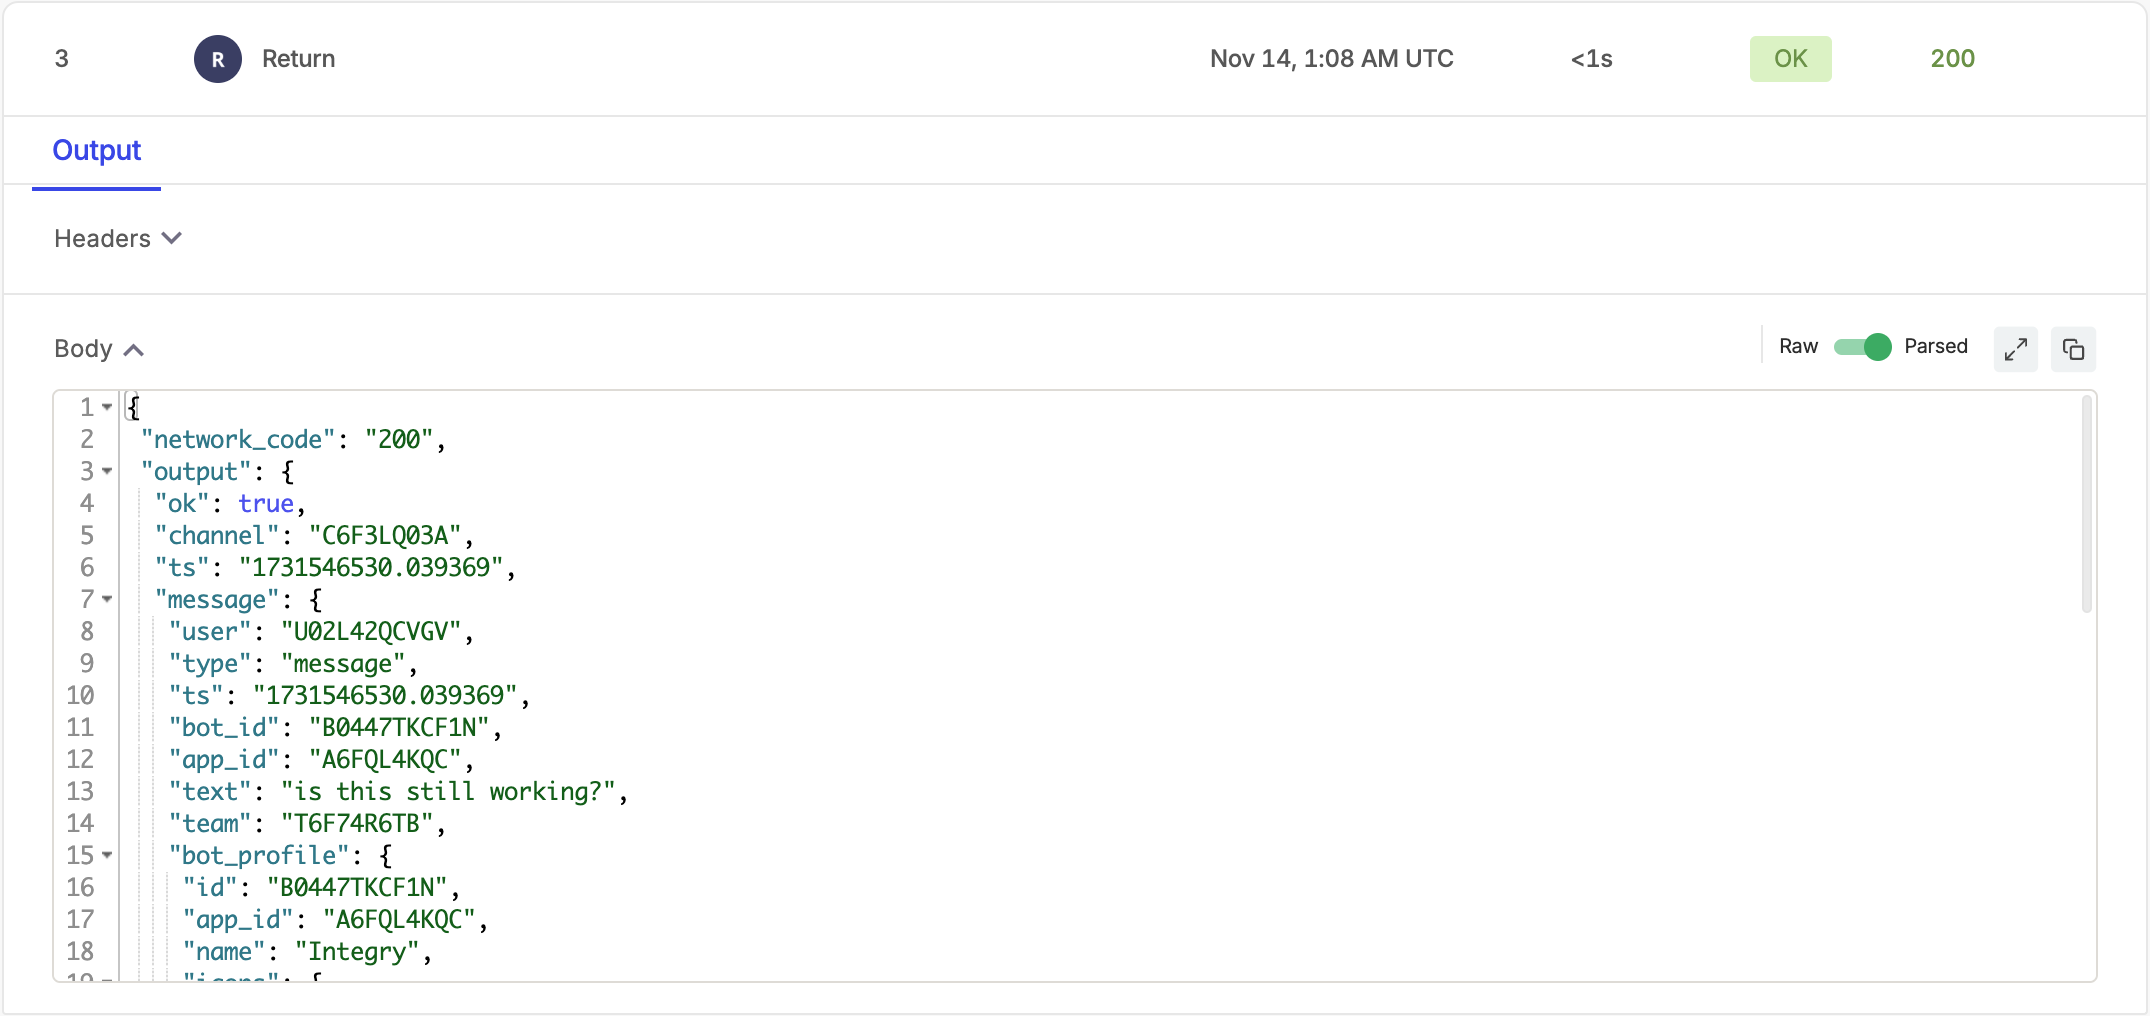 3 R Return Nov 14, 1:08 AM UTC <1s OK 200
Output
Headers
Body Raw Parsed
1 {
2 "network_code": "200",
3 "output": {
4 "ok": true,
5 "channel": "C6F3LQ03A",
6 "ts": "1731546530.039369",
7 "message": {
8 "user": "U02L42QCVGV",
9 "type": "message",
10 "ts": "1731546530.039369",
11 "bot_id": "B0447TKCF1N",
12 "app_id": "A6FQL4KQC",
13 "text": "is this still working?",
14 "team": "T6F74R6TB",
15 "bot_profile": {
16 "id": "B0447TKCF1N",
17 "app_id": "A6FQL4KQC",
18 "name": "Integry",
19 "icons": {